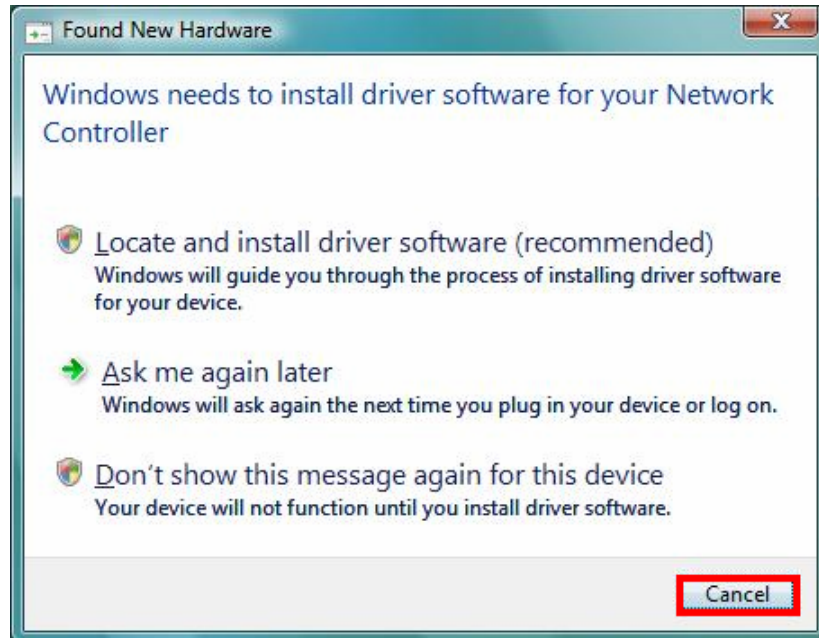 Found New Hardware
Windows needs to install driver software for your Network
Controller
Locate and install driver software (recommended)
Windows will guide you through the process of installing driver software
for your device.
Ask me again later
Windows will ask again the next time you plug in your device or log on.
Don't show this message again for this device
Your device will not function until you install driver software.
Cancel